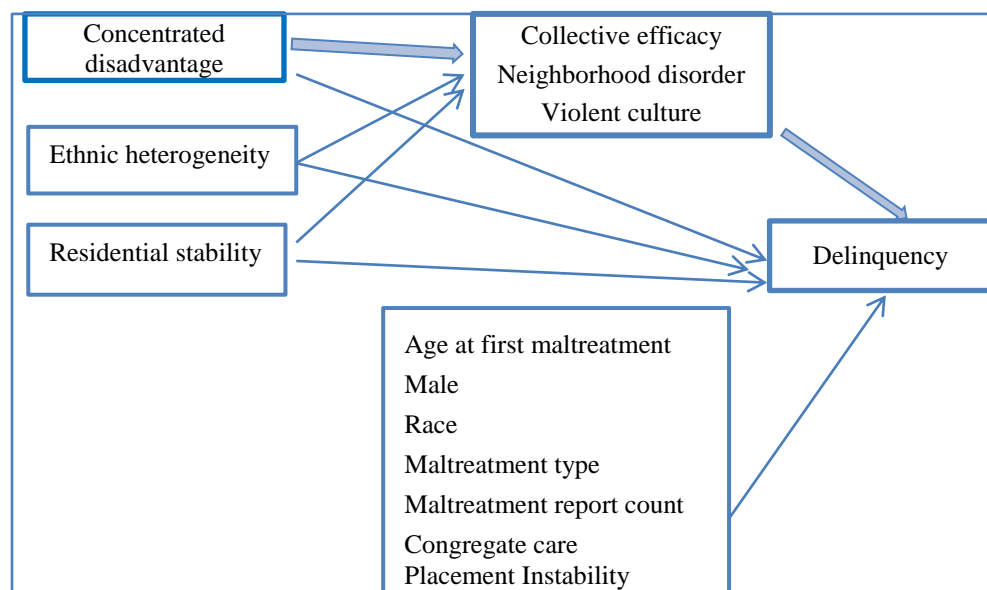 Concentrated
disadvantage
Collective efficacy
Neighborhood disorder
Violent culture
Ethnic heterogeneity
Residential stability
Delinquency
Age at first maltreatment
Male
Race
Maltreatment type
Maltreatment report count
Congregate care
Placement Instability